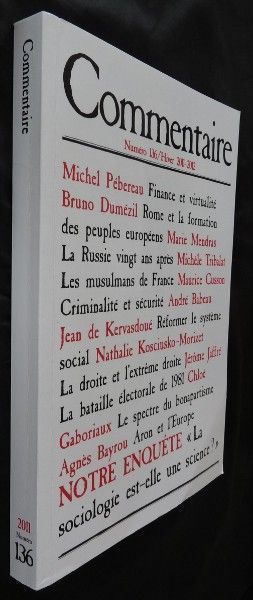 Commentaire
Numéro 136/Hiver 2011-2012
Michel Pébereau Finance et virtualité
Bruno Dumézil Rome et la formation
des peuples européens Marie Mendras
La Russie vingt ans après Michèle Tribalat
Les musulmans de France Maurice Cusson
Criminalité et sécurité André Babeau
Jean de Kervasdoué Réformer le système
social Nathalie Kosciusko-Morizet
La droite et l'extrême droite Jérôme Jaffré
La bataille électorale de 1981 Chloé
Gaboriaux Le spectre du bonapartisme
Agnès Bayrou Aron et l'Europe
NOTRE ENQUÊTE « La
sociologie est-elle une science ? »
Commentaire
2011
Numéro
136